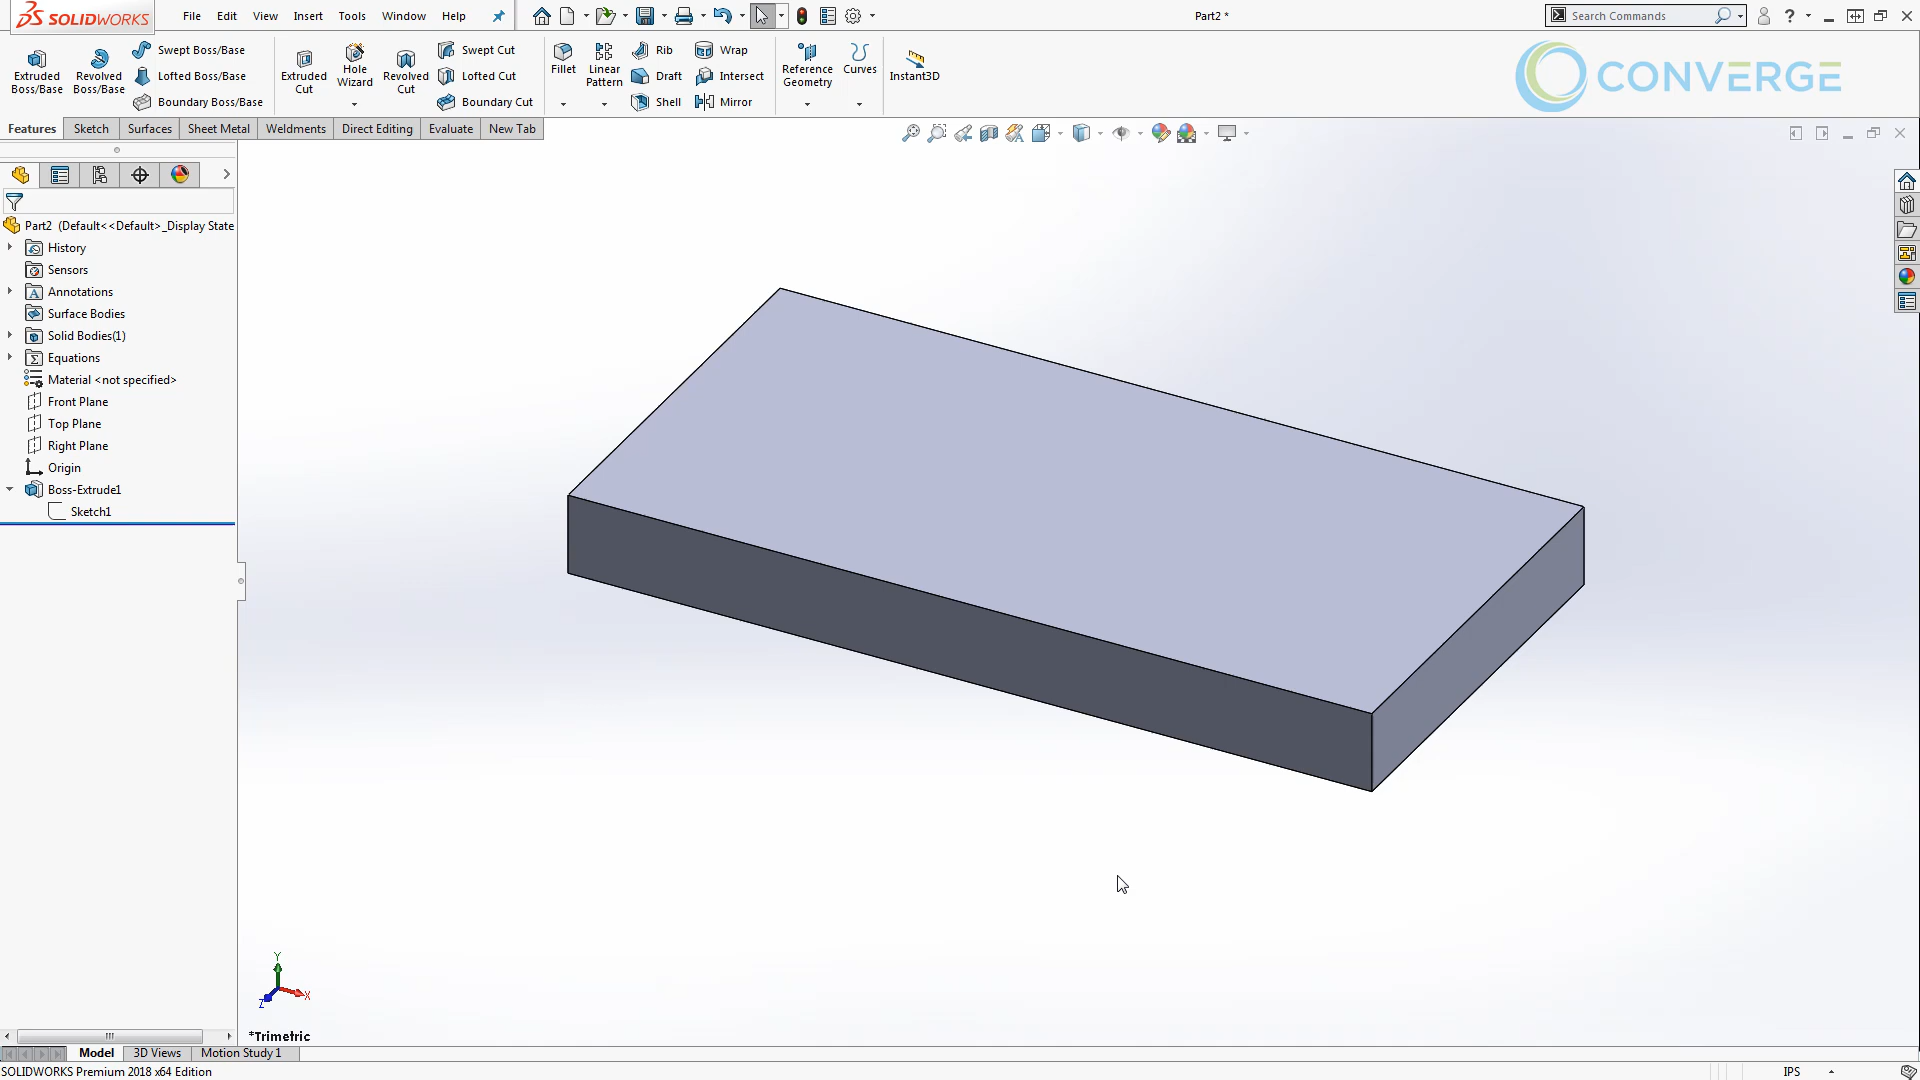 SOLIDWORKS File Edit View Insert Tools Window Help Part2 * Search Commands ?
Extruded Boss/Base
Revolved Boss/Base
Swept Boss/Base
Lofted Boss/Base
Boundary Boss/Base
Extruded Cut
Hole Wizard
Revolved Cut
Swept Cut
Lofted Cut
Boundary Cut
Fillet
Linear Pattern
Rib
Draft
Shell
Wrap
Intersect
Mirror
Reference Geometry
Curves
Instant3D
CONVERGE
Features Sketch Surfaces Sheet Metal Weldments Direct Editing Evaluate New Tab
Part2 (Default<<Default>_Display State
History
Sensors
A Annotations
Surface Bodies
Solid Bodies(1)
Σ Equations
Material <not specified>
Front Plane
Top Plane
Right Plane
Origin
Boss-Extrude1
Sketch1
Y
X
Z
*Trimetric
Model 3D Views Motion Study 1
SOLIDWORKS Premium 2018 x64 Edition IPS